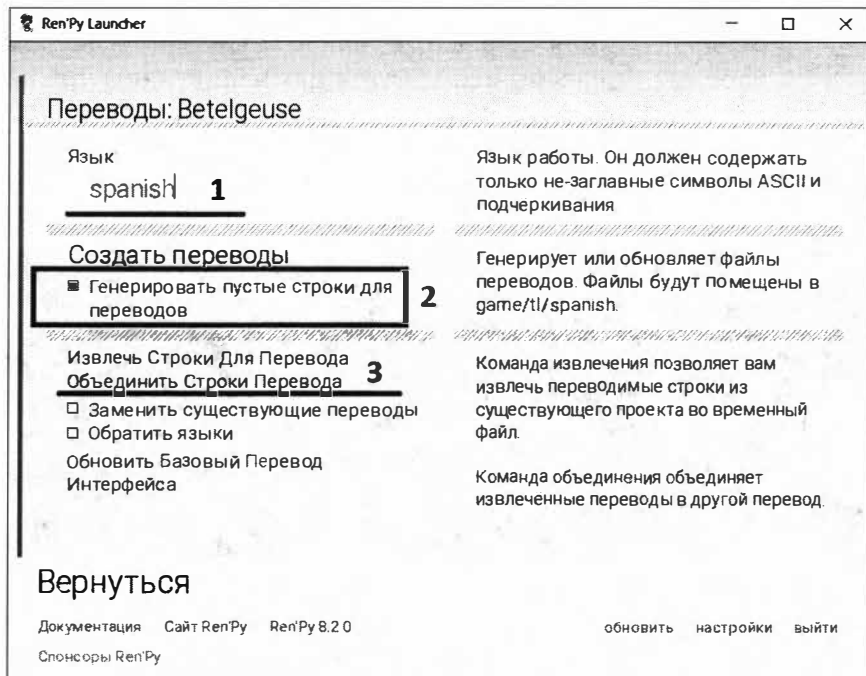 Ren'Py Launcher
Переводы: Betelgeuse
Язык
spanish 1
Язык работы. Он должен содержать
только не-заглавные символы ASCII и
подчеркивания
Создать переводы
Генерировать пустые строки для
переводов
2
Генерирует или обновляет файлы
переводов. Файлы будут помещены в
game/tl/spanish.
Извлечь Строки Для Перевода
Объединить Строки Перевода 3
Заменить существующие переводы
Обратить языки
Обновить Базовый Перевод
Интерфейса
Команда извлечения позволяет вам
извлечь переводимые строки из
существующего проекта во временный
файл.
Команда объединения объединяет
извлеченные переводы в другой перевод.
Вернуться
Документация Сайт Ren'Py Ren'Py 8.2 0
обновить настройки выйти
Спонсоры Ren'Py